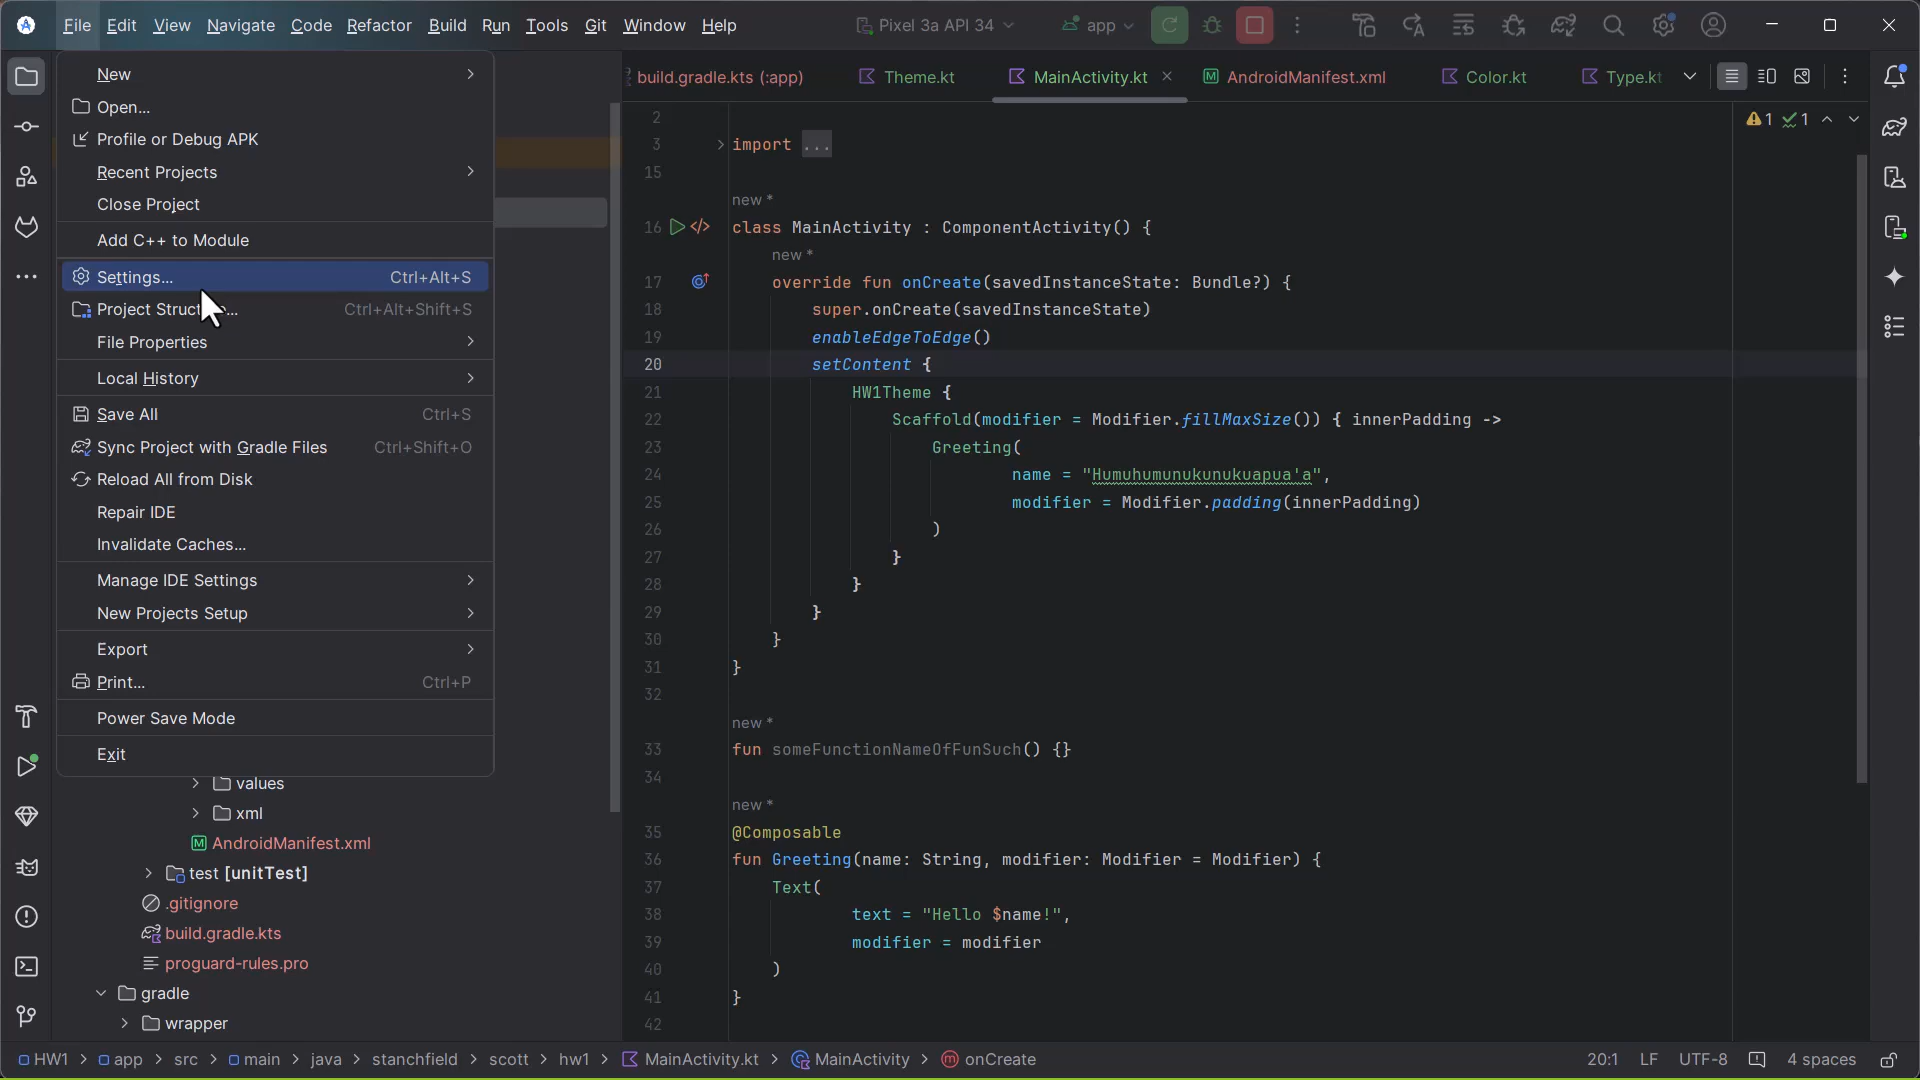 File Edit View Navigate Code Refactor Build Run Tools Git Window Help
Pixel 3a API 34
app
New
Open...
Profile or Debug APK
Recent Projects
Close Project
Add C++ to Module
Settings... Ctrl+Alt+S
Project Struct ... Ctrl+Alt+Shift+S
File Properties
Local History
Save All Ctrl+S
Sync Project with Gradle Files Ctrl+Shift+O
Reload All from Disk
Repair IDE
Invalidate Caches...
Manage IDE Settings
New Projects Setup
Export
Print... Ctrl+P
Power Save Mode
Exit
values
xml
AndroidManifest.xml
test [unitTest]
.gitignore
build.gradle.kts
proguard-rules.pro
gradle
wrapper
build.gradle.kts (:app) Theme.kt MainActivity.kt AndroidManifest.xml Color.kt Type.kt
1 1
2
3 import ...
15
new *
16 class MainActivity : ComponentActivity() {
new *
17 override fun onCreate(savedInstanceState: Bundle?) {
18 super.onCreate(savedInstanceState)
19 enableEdgeToEdge()
20 setContent {
21 HW1Theme {
22 Scaffold(modifier = Modifier.fillMaxSize()) { innerPadding ->
23 Greeting(
24 name = "Humuhumunukunukuapua'a",
25 modifier = Modifier.padding(innerPadding)
26 )
27 }
28 }
29 }
30 }
31 }
32
new *
33 fun someFunctionNameOfFunSuch() {}
34
new *
35 @Composable
36 fun Greeting(name: String, modifier: Modifier = Modifier) {
37 Text(
38 text = "Hello $name!",
39 modifier = modifier
40 )
41 }
42
HW1 > app > src > main > java > stanchfield > scott > hw1 > MainActivity.kt > MainActivity > onCreate
20:1 LF UTF-8 4 spaces